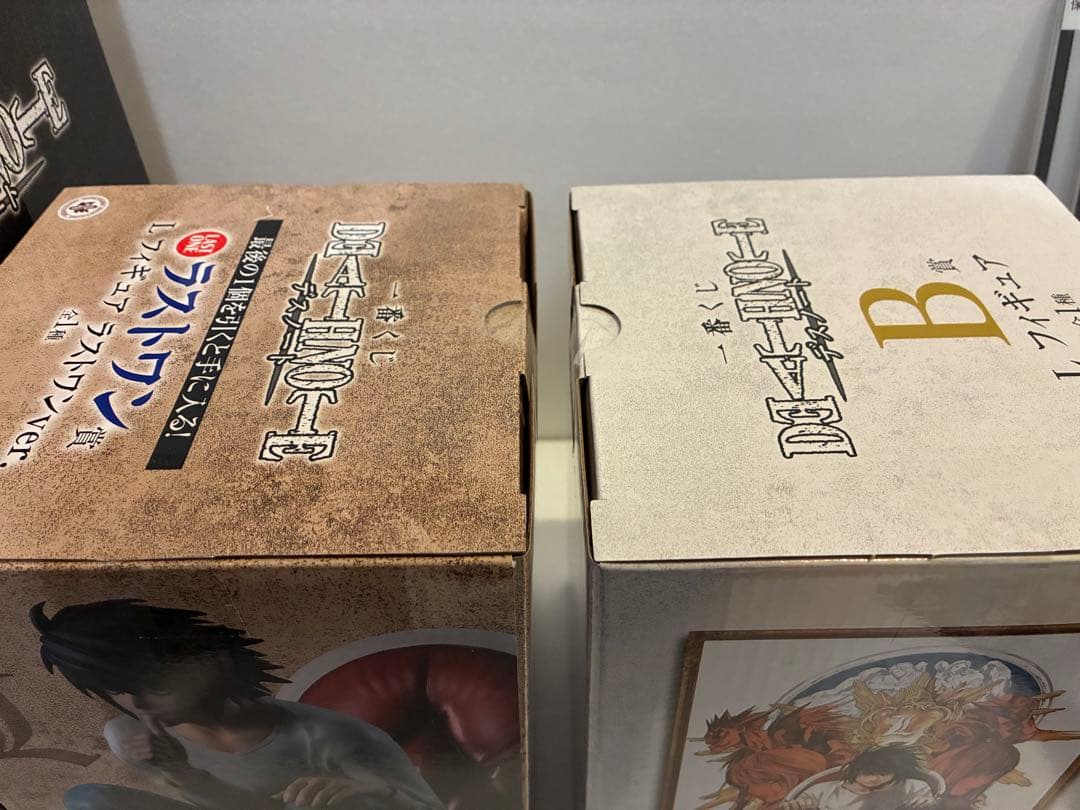 一番くじ
DEATH NOTE
デスノート
最後の1個を引くと手に入る!
LAST ONE
ラストワン賞
L フィギュア ラストワンver.
全1種
一番くじ
DEATH NOTE
デスノート
B賞
フィギュア
全1種